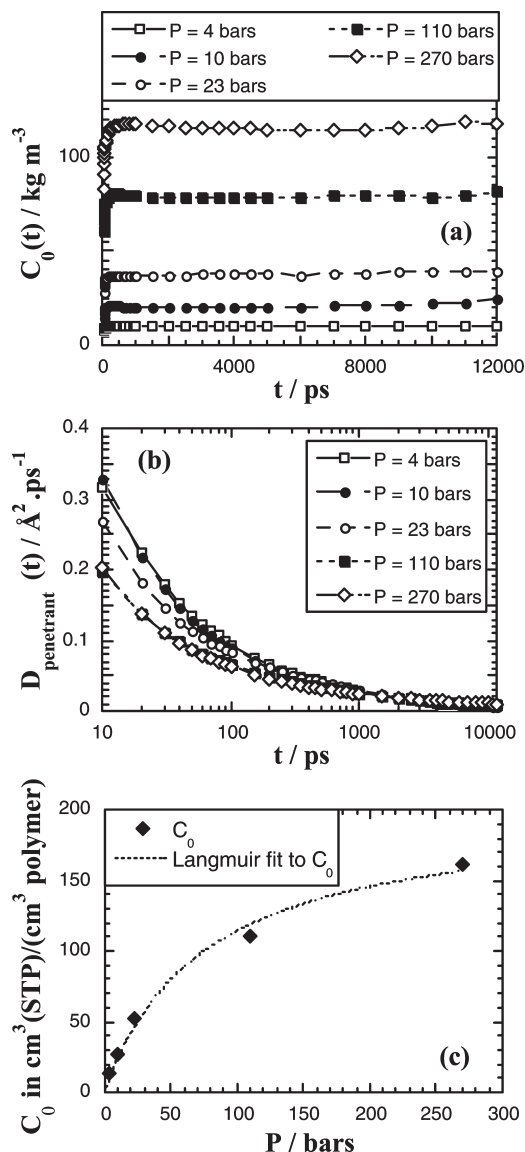 P = 4 bars
P = 110 bars
P = 10 bars
P = 270 bars
P = 23 bars
C₀(t) / kg m⁻³
100
0
(a)
0 4000 8000 12000
t / ps
D_penetrant (t) / Å².ps⁻¹
0.4
0.3
0.2
0.1
0
(b)
P = 4 bars
P = 10 bars
P = 23 bars
P = 110 bars
P = 270 bars
10 100 1000 10000
t / ps
C₀ in cm³(STP)/(cm³ polymer)
200
150
100
50
0
C₀
Langmuir fit to C₀
(c)
0 50 100 150 200 250 300
P / bars